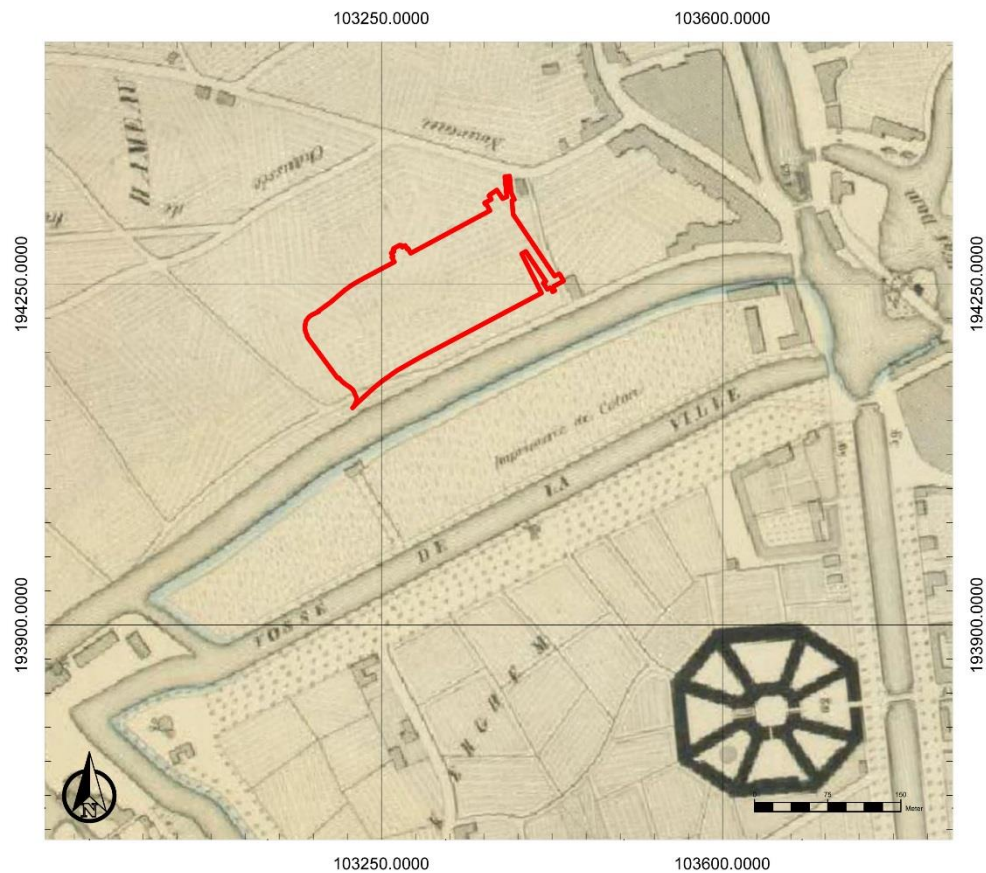 103250.0000 103600.0000
HAMEAU
Chaussée
de
Nouveau
194250.0000 194250.0000
Imprimerie de Coton
FOSSE DE LA VILLE
193900.0000 193900.0000
N
0 75 150
Meter
103250.0000 103600.0000